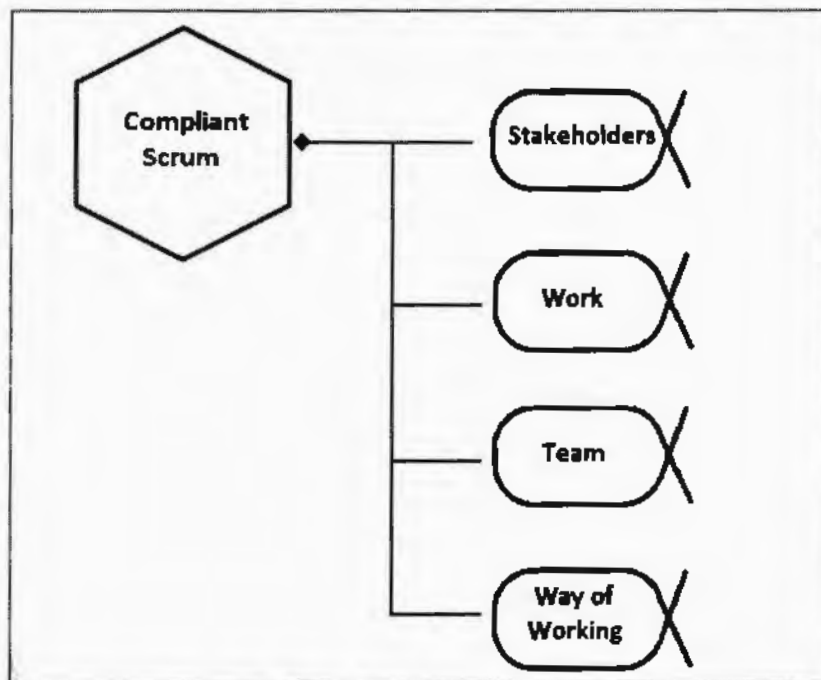 Compliant
Scrum
Stakeholders
Work
Team
Way of
Working